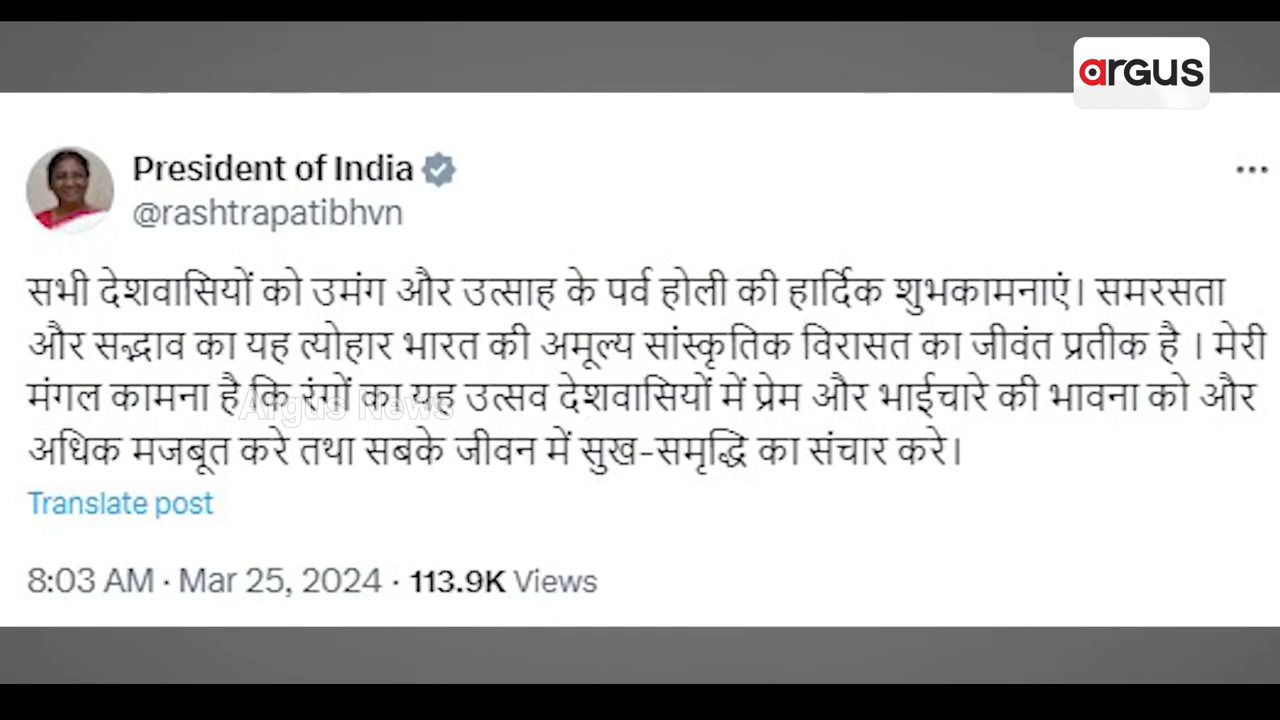 argus
President of India
@rashtrapatibhvn
सभी देशवासियों को उमंग और उत्साह के पर्व होली की हार्दिक शुभकामनाएं। समरसता
और सद्भाव का यह त्योहार भारत की अमूल्य सांस्कृतिक विरासत का जीवंत प्रतीक है । मेरी
मंगल कामना है कि रंगों का यह उत्सव देशवासियों में प्रेम और भाईचारे की भावना को और
Argus News
अधिक मजबूत करे तथा सबके जीवन में सुख-समृद्धि का संचार करे।
Translate post
8:03 AM · Mar 25, 2024 · 113.9K Views